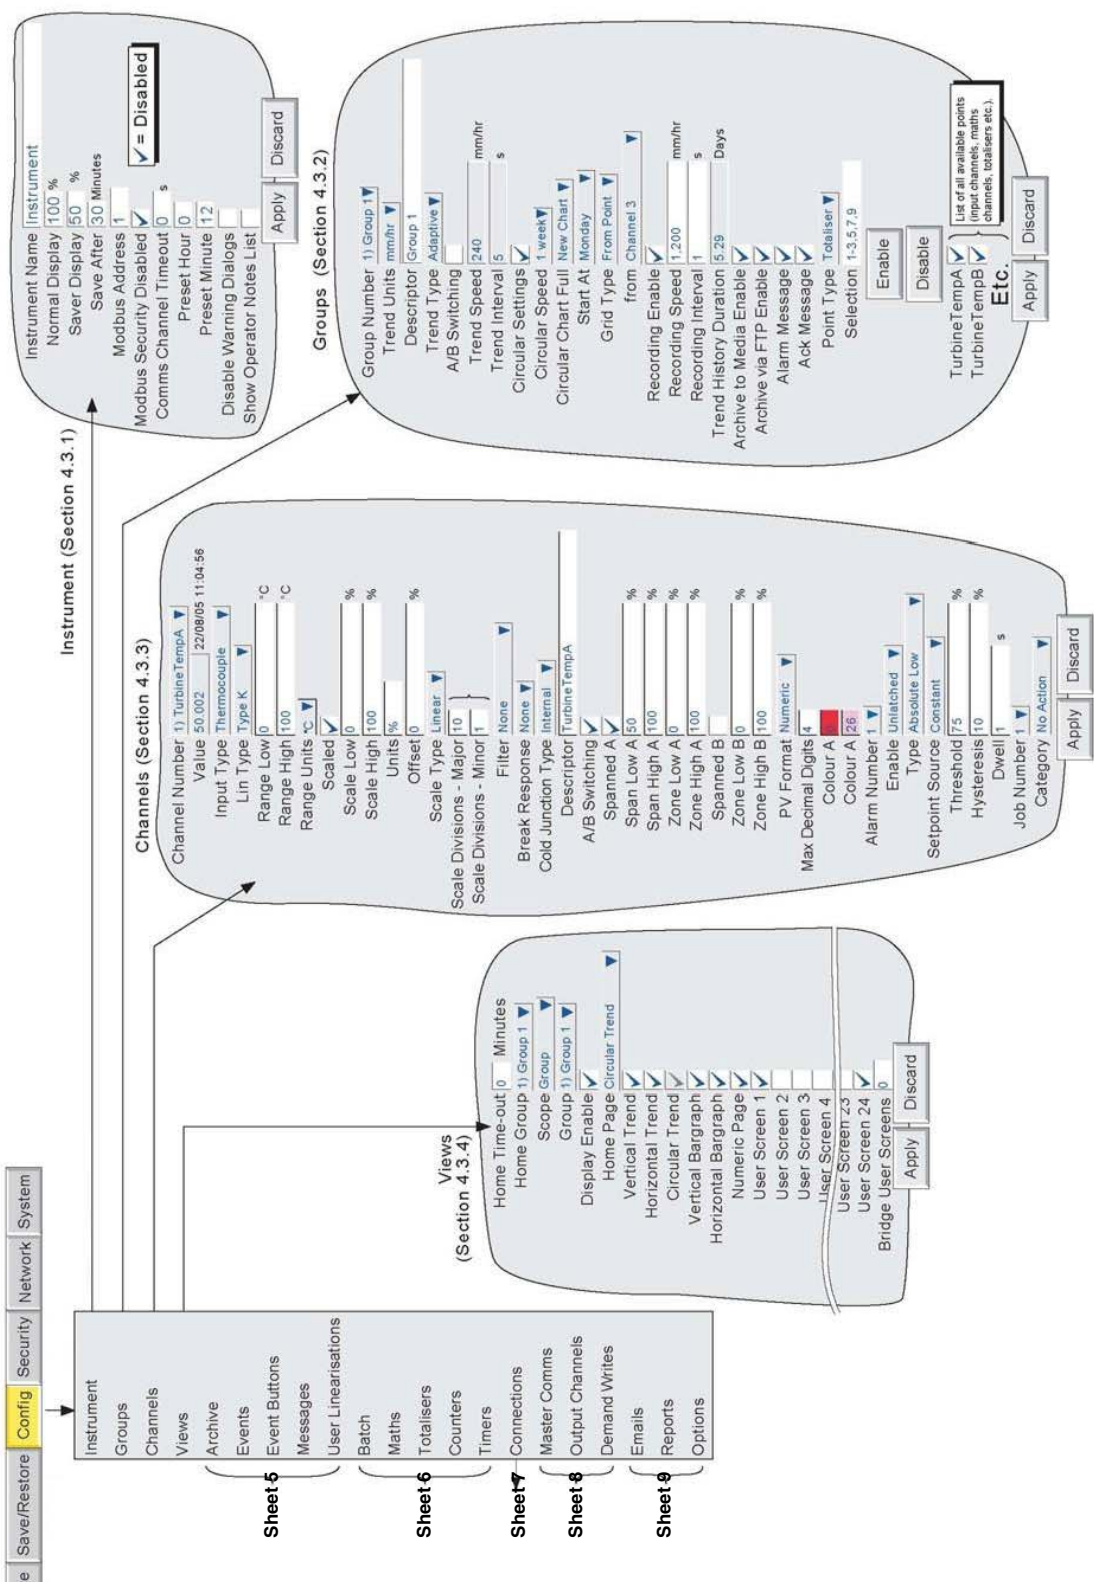 e
Save/Restore
Config
Security
Network
System
Instrument
Groups
Channels
Views
Archive
Events
Event Buttons
Messages
User Linearisations
Batch
Maths
Totalisers
Counters
Timers
Connections
Master Comms
Output Channels
Demand Writes
Emails
Reports
Options
Sheet 5
Sheet 6
Sheet 7
Sheet 8
Sheet 9
Instrument (Section 4.3.1)
Instrument Name Instrument
Normal Display 100 %
Saver Display 50 %
Save After 30 Minutes
Modbus Address 1
Modbus Security Disabled
✓ = Disabled
Comms Channel Timeout 0 s
Preset Hour 0
Preset Minute 12
Disable Warning Dialogs
Show Operator Notes List
Apply Discard
Groups (Section 4.3.2)
Group Number 1) Group 1
Trend Units mm/hr
Descriptor Group 1
Trend Type Adaptive
A/B Switching
Trend Speed 240 mm/hr
Trend Interval 5 s
Circular Settings
Circular Speed 1 week
Circular Chart Full New Chart
Start At Monday
Grid Type From Point
from Channel 3
Recording Enable
Recording Speed 1,200 mm/hr
Recording Interval 1 s
Trend History Duration 5.29 Days
Archive to Media Enable
Archive via FTP Enable
Alarm Message
Ack Message
Point Type Totaliser
Selection 1-3,5,7,9
Enable
Disable
TurbineTempA
TurbineTempB
Etc.
List of all available points
(input channels, maths
channels, totalisers etc.).
Apply Discard
Channels (Section 4.3.3)
Channel Number 1) TurbineTempA
Value 50.002 22/08/05 11:04:56
Input Type Thermocouple
Lin Type Type K
Range Low 0 °C
Range High 100 °C
Range Units °C
Scaled
Scale Low 0 %
Scale High 100 %
Units %
Offset 0 %
Scale Type Linear
Scale Divisions - Major 10
Scale Divisions - Minor 1
Filter None
Break Response None
Cold Junction Type Internal
Descriptor TurbineTempA
A/B Switching
Spanned A
Span Low A 50 %
Span High A 100 %
Zone Low A 0 %
Zone High A 100 %
Spanned B
Zone Low B 0 %
Zone High B 100 %
PV Format Numeric
Max Decimal Digits 4
Colour A
Colour A 26
Alarm Number 1
Enable Unlatched
Type Absolute Low
Setpoint Source Constant
Threshold 75 %
Hysteresis 10 %
Dwell 1 s
Job Number 1
Category No Action
Apply Discard
Views
(Section 4.3.4)
Home Time-out 0 Minutes
Home Group 1) Group 1
Scope Group
Group 1) Group 1
Display Enable
Home Page Circular Trend
Vertical Trend
Horizontal Trend
Circular Trend
Vertical Bargraph
Horizontal Bargraph
Numeric Page
User Screen 1
User Screen 2
User Screen 3
User Screen 4
User Screen 23
User Screen 24
Bridge User Screens 0
Apply Discard